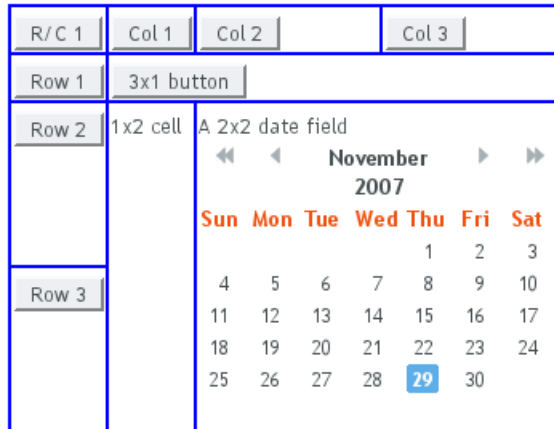 R/C 1 Col 1 Col 2 Col 3
Row 1 3x1 button
Row 2 1x2 cell A 2x2 date field
November
2007
Sun Mon Tue Wed Thu Fri Sat
1 2 3
4 5 6 7 8 9 10
Row 3
11 12 13 14 15 16 17
18 19 20 21 22 23 24
25 26 27 28 29 30